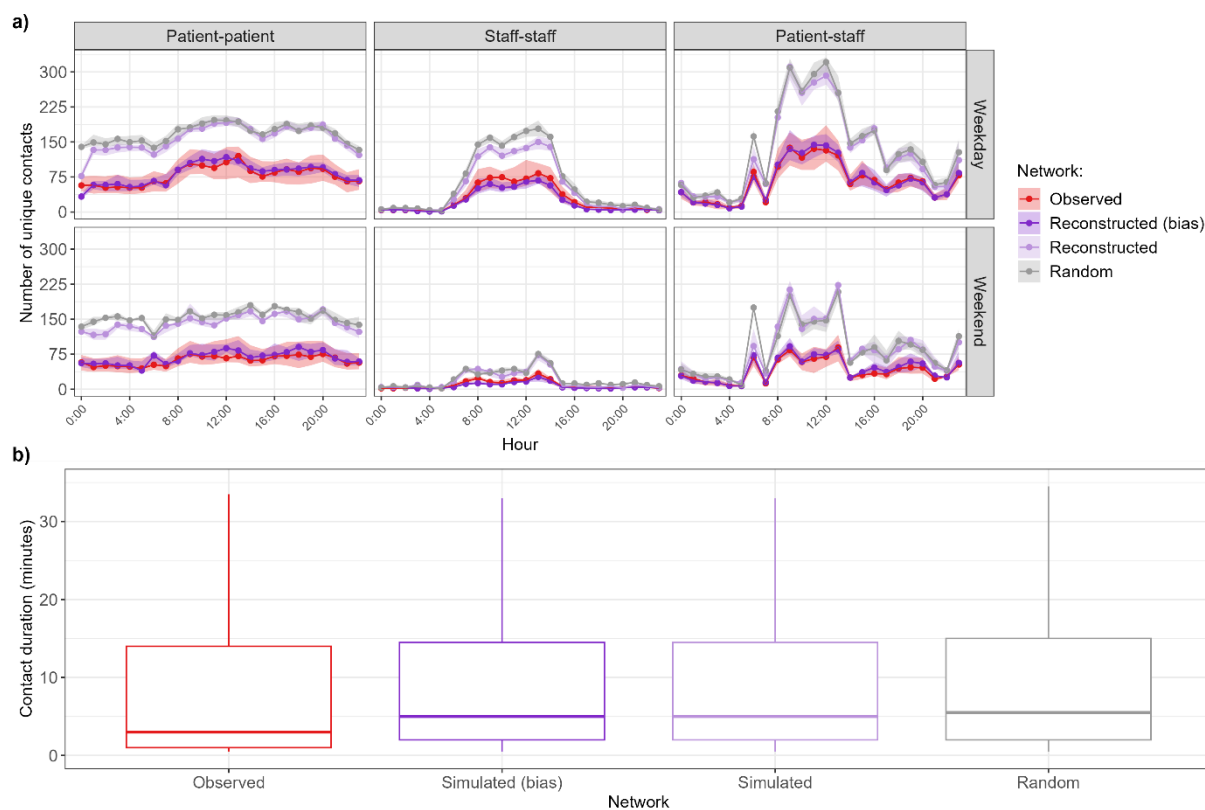 a)
Patient-patient
Staff-staff
Patient-staff
Number of unique contacts
300
225
150
75
0
Weekday
300
225
150
75
0
Weekend
0:00
4:00
8:00
12:00
16:00
20:00
0:00
4:00
8:00
12:00
16:00
20:00
0:00
4:00
8:00
12:00
16:00
20:00
Hour
Network:
Observed
Reconstructed (bias)
Reconstructed
Random
b)
Contact duration (minutes)
30
20
10
0
Observed
Simulated (bias)
Simulated
Random
Network